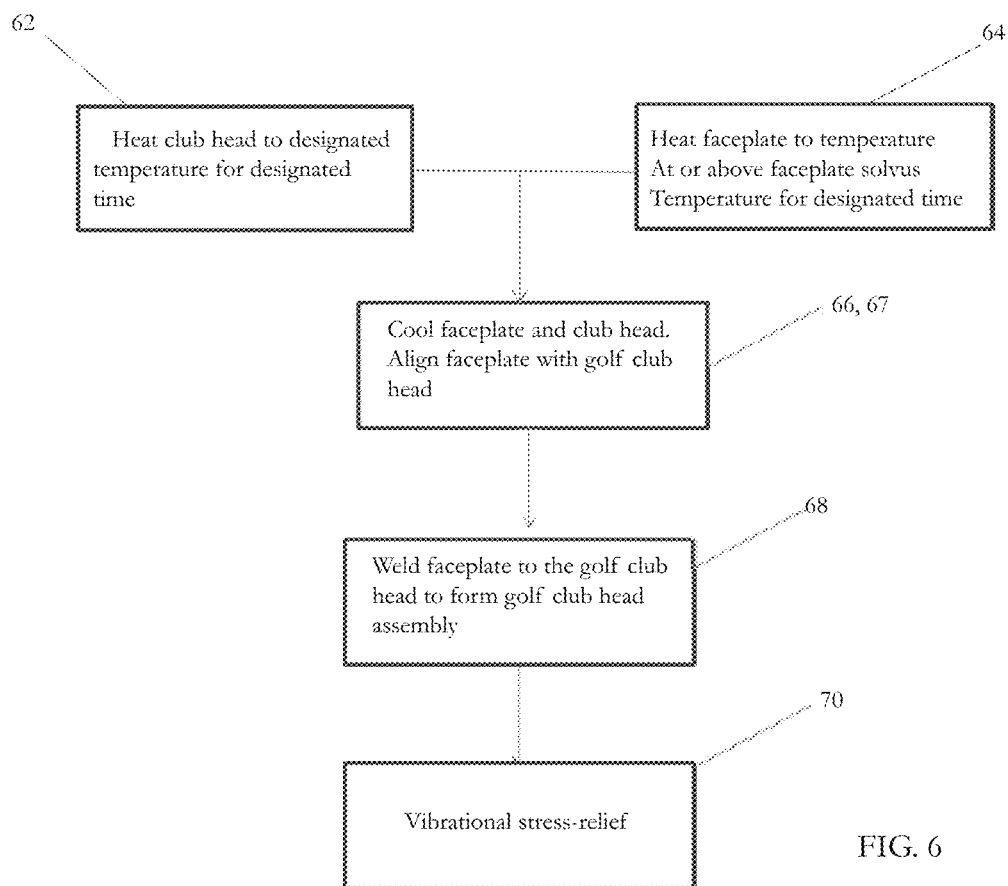 62
64
Heat club head to designated
temperature for designated
time
Heat faceplate to temperature
At or above faceplate solvus
Temperature for designated time
66, 67
Cool faceplate and club head.
Align faceplate with golf club
head
68
Weld faceplate to the golf club
head to form golf club head
assembly
70
Vibrational stress-relief
FIG. 6